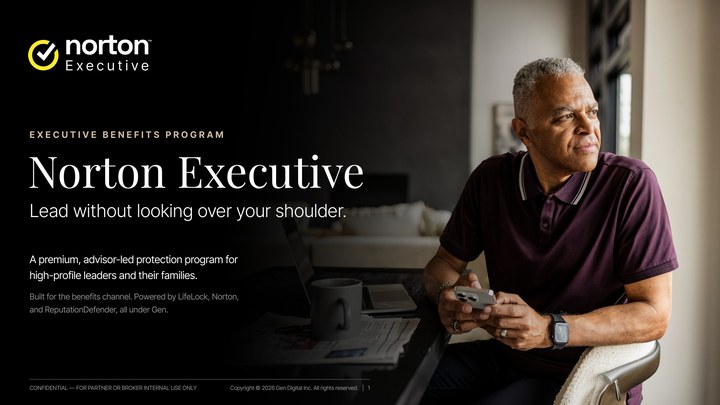 norton™
Executive
EXECUTIVE BENEFITS PROGRAM
Norton Executive
Lead without looking over your shoulder.
A premium, advisor-led protection program for
high-profile leaders and their families.
Built for the benefits channel. Powered by LifeLock, Norton,
and ReputationDefender, all under Gen.
CONFIDENTIAL — FOR PARTNER OR BROKER INTERNAL USE ONLY
Copyright © 2026 Gen Digital Inc. All rights reserved. | 1